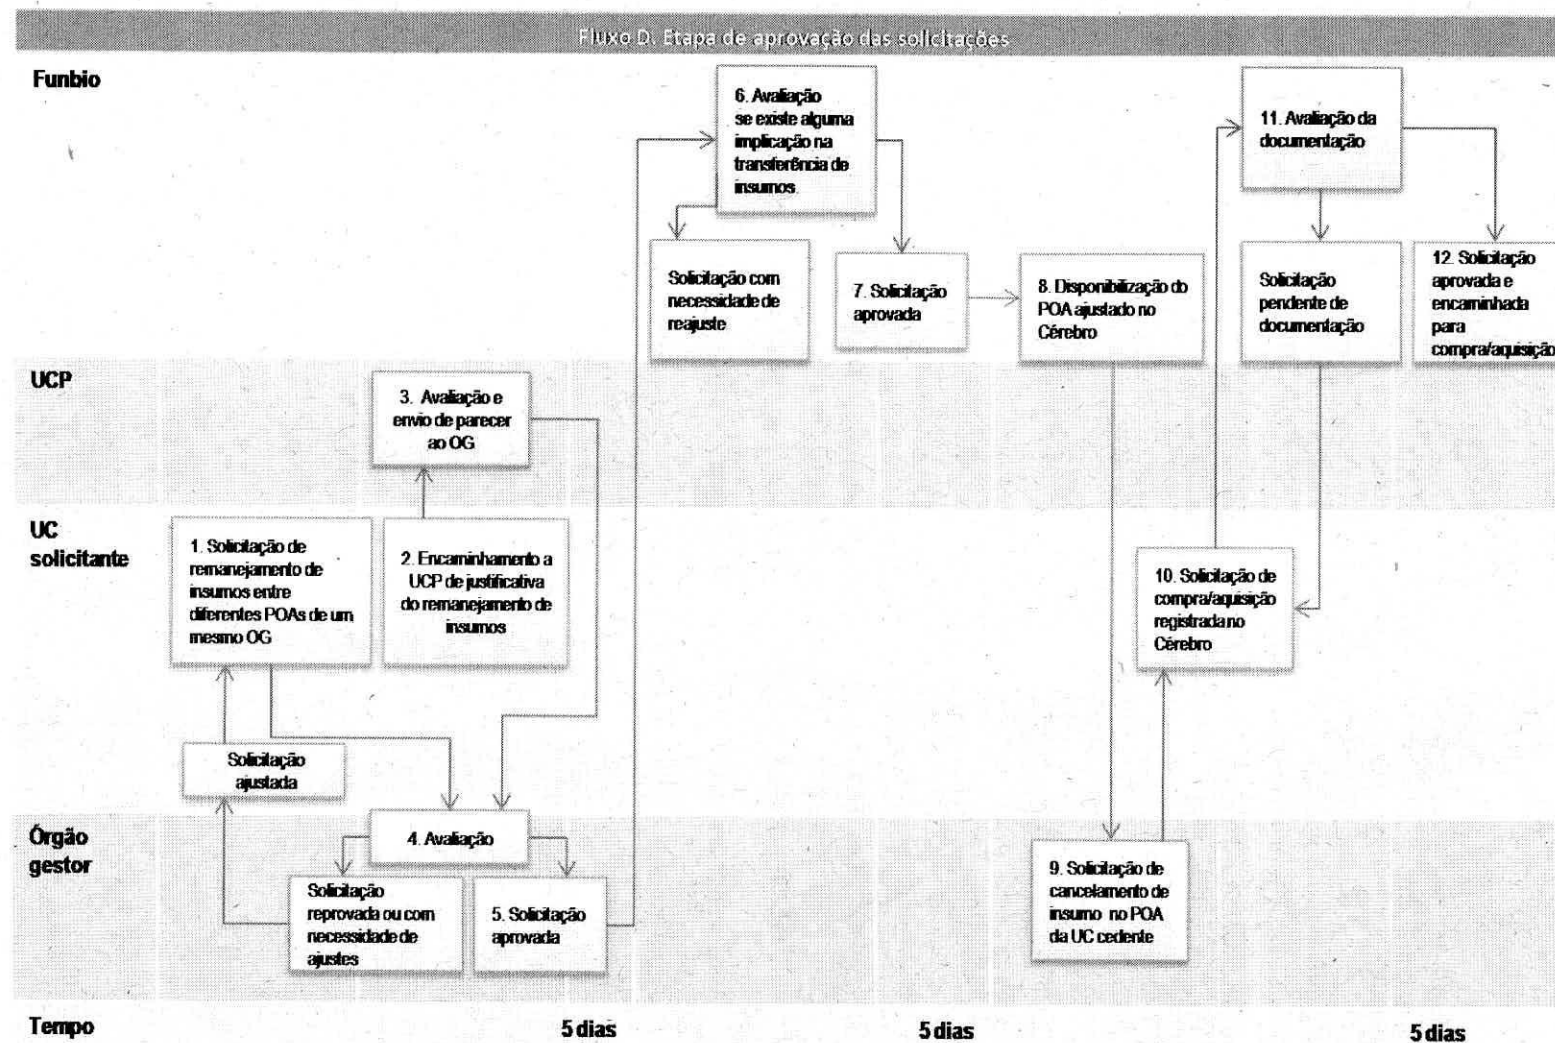 Fluxo D. Etapa de aprovação das solicitações
Funbio
6. Avaliação
se existe alguma
implicação na
transferência de
insumos.
11. Avaliação da
documentação
Solicitação com
necessidade de
reajuste
7. Solicitação
aprovada
8. Disponibilização do
POA ajustado no
Cérebro
Solicitação
pendente de
documentação
12. Solicitação
aprovada e
encaminhada
para
compra/aquisição
UCP
3. Avaliação e
envio de parecer
ao OG
UC
solicitante
1. Solicitação de
remanejamento de
insumos entre
diferentes POAs de um
mesmo OG
2. Encaminhamento a
UCP de justificativa
do remanejamento de
insumos
10. Solicitação de
compra/aquisição
registrada no
Cérebro
Solicitação
ajustada
Órgão
gestor
4. Avaliação
Solicitação
reprovada ou com
necessidade de
ajustes
5. Solicitação
aprovada
9. Solicitação de
cancelamento de
insumo no POA
da UC cedente
Tempo
5 dias
5 dias
5 dias